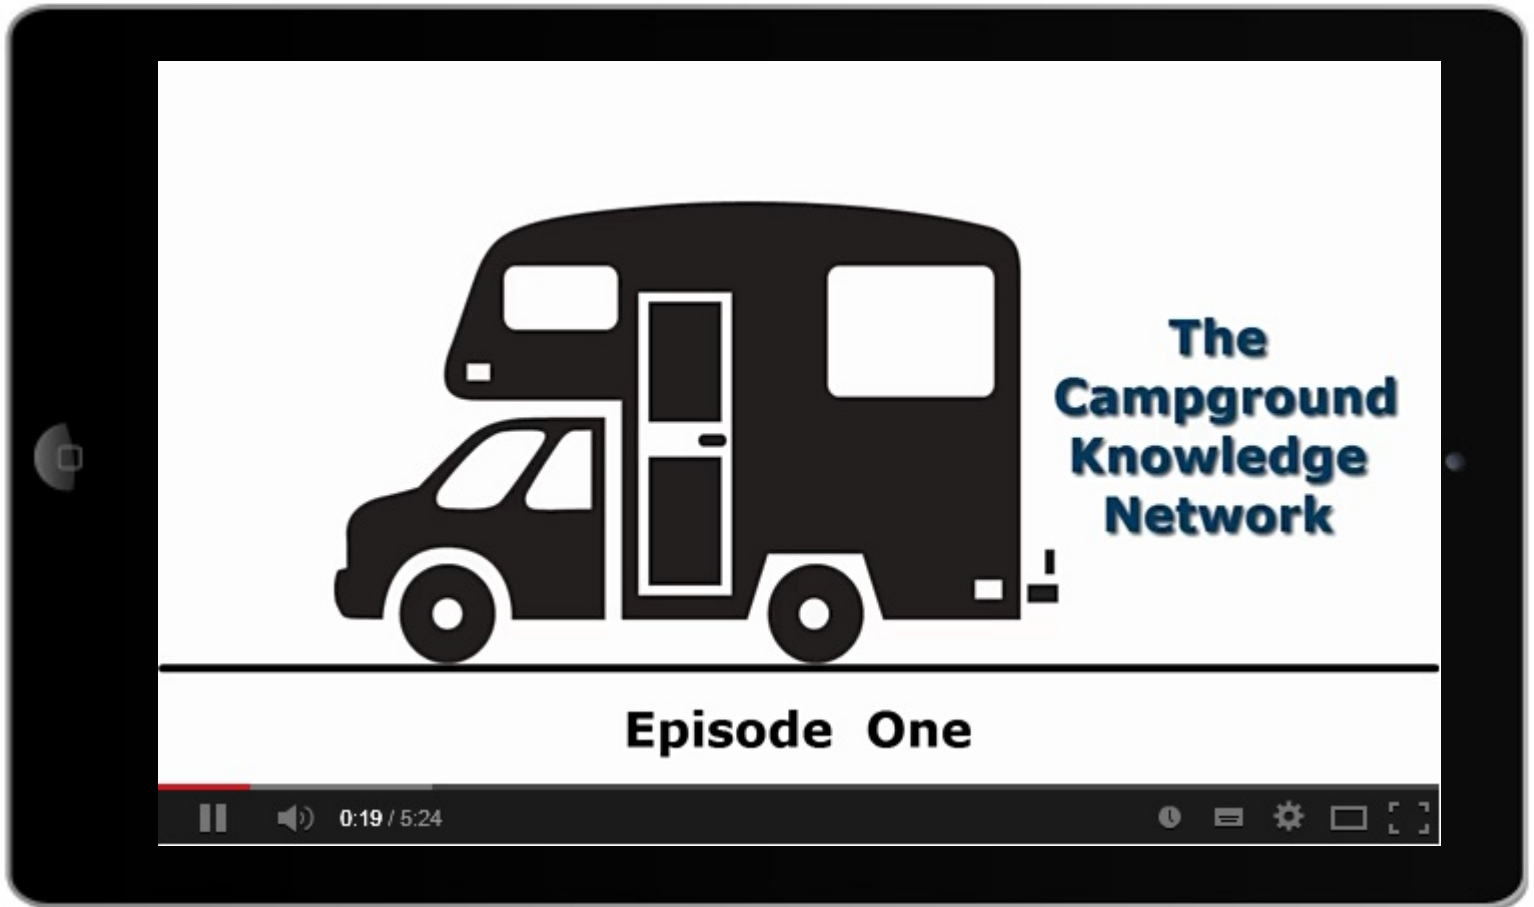 The
Campground
Knowledge
Network
Episode One
0:19 / 5:24